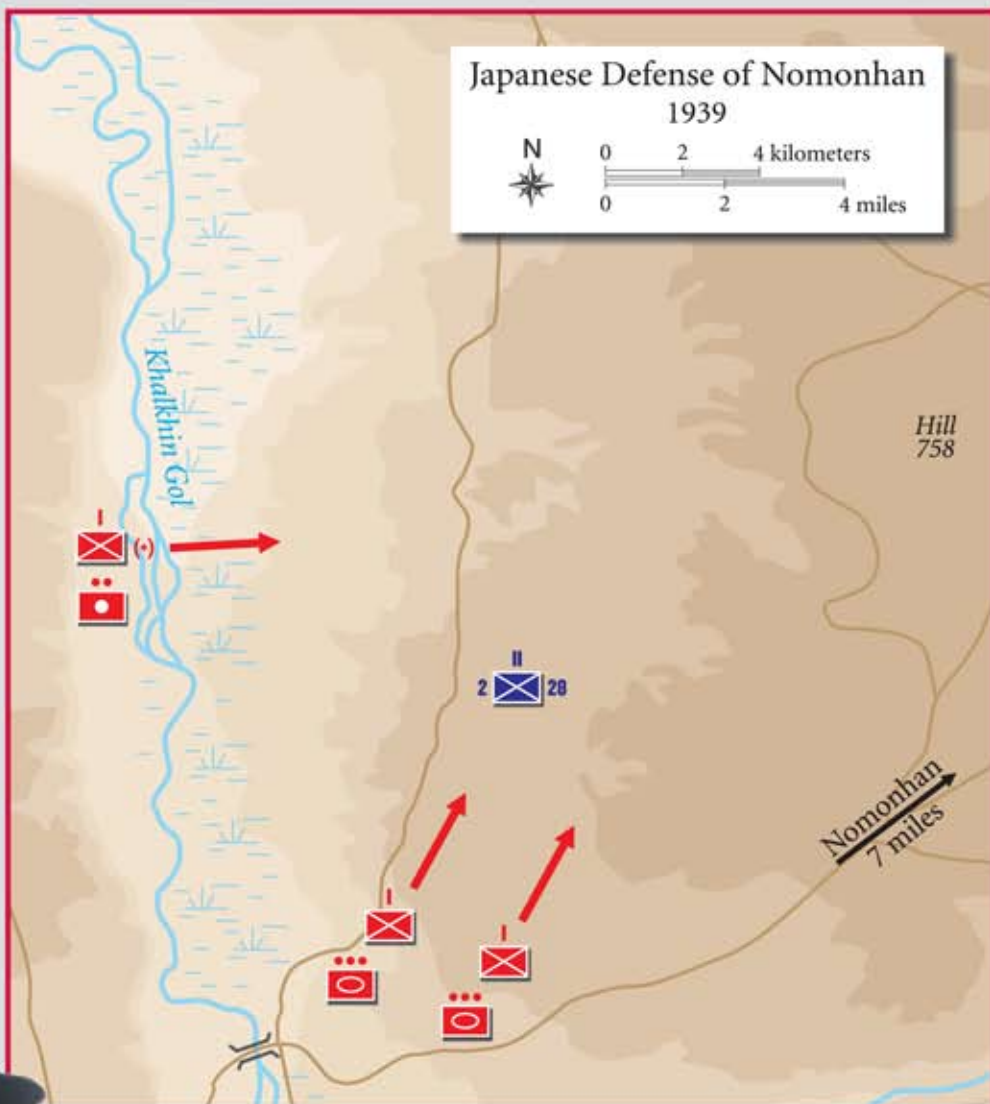 Japanese Defense of Nomonhan
1939
N
0 2 4 kilometers
0 2 4 miles
Khalkhin Gol
Hill
758
I
II
2 28
Nomonhan
7 miles
I
I